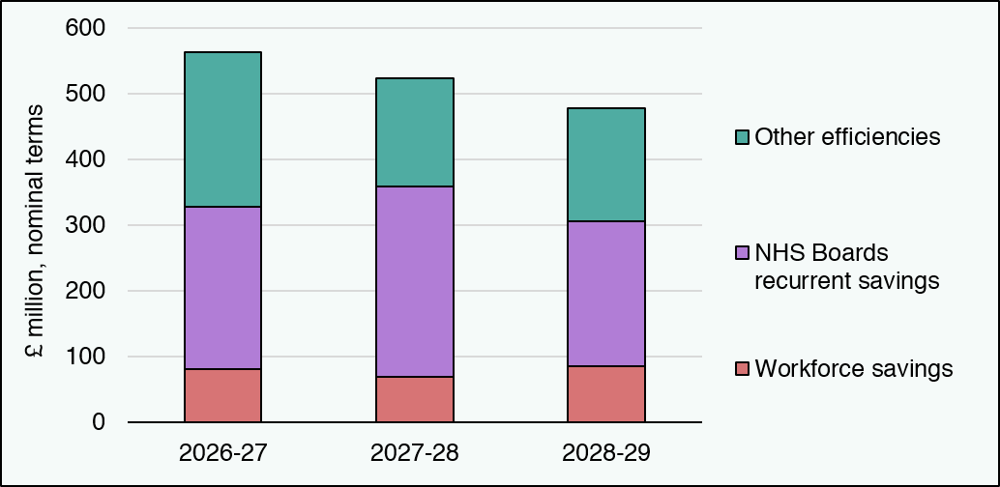 £ million, nominal terms
600
500
400
300
200
100
0
2026-27
2027-28
2028-29
Other efficiencies
NHS Boards
recurrent savings
Workforce savings